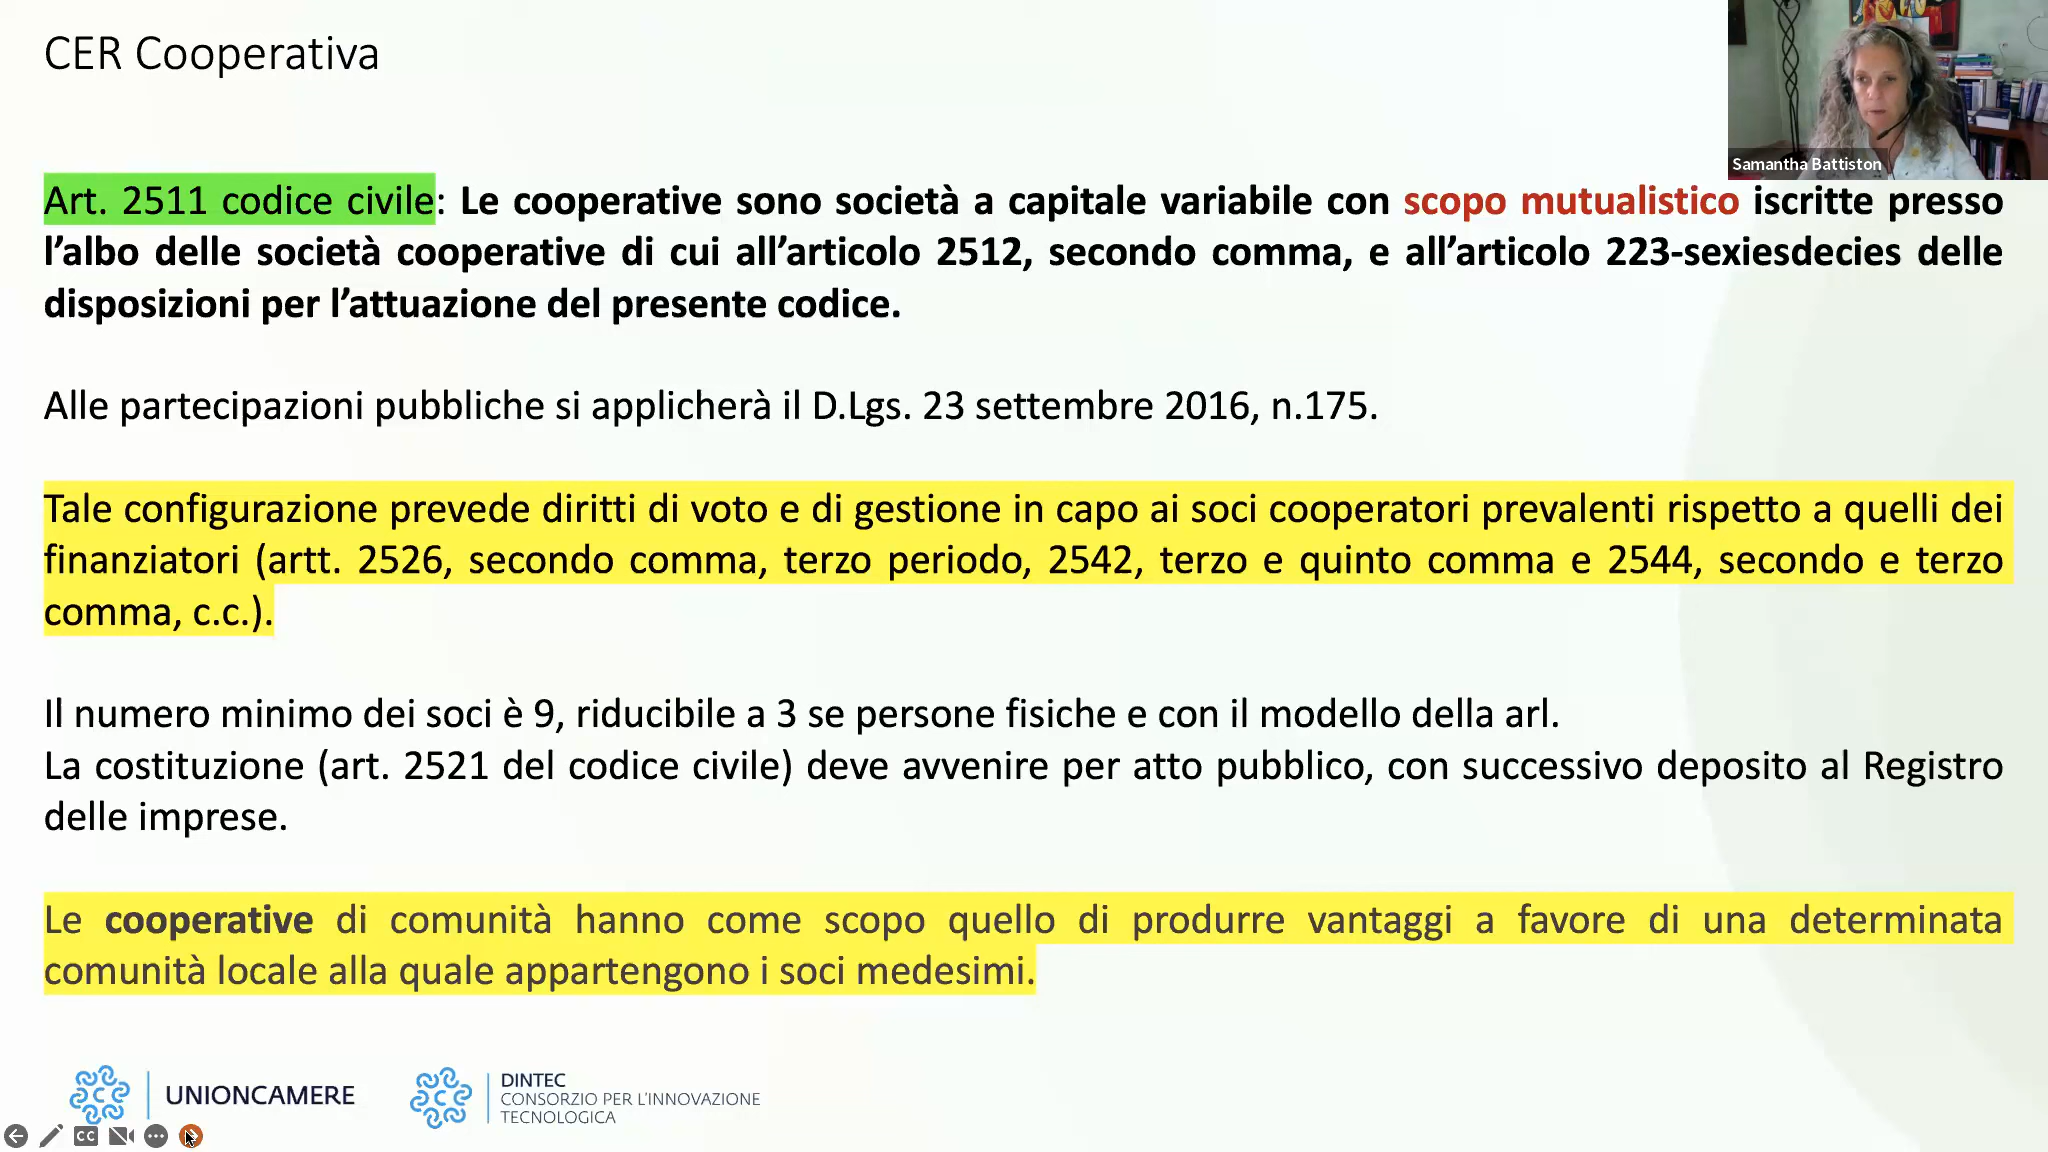 CER Cooperativa
Samantha Battiston
Art. 2511 codice civile: Le cooperative sono società a capitale variabile con scopo mutualistico iscritte presso
l’albo delle società cooperative di cui all’articolo 2512, secondo comma, e all’articolo 223-sexiesdecies delle
disposizioni per l’attuazione del presente codice.
Alle partecipazioni pubbliche si applicherà il D.Lgs. 23 settembre 2016, n.175.
Tale configurazione prevede diritti di voto e di gestione in capo ai soci cooperatori prevalenti rispetto a quelli dei
finanziatori (artt. 2526, secondo comma, terzo periodo, 2542, terzo e quinto comma e 2544, secondo e terzo
comma, c.c.).
Il numero minimo dei soci è 9, riducibile a 3 se persone fisiche e con il modello della arl.
La costituzione (art. 2521 del codice civile) deve avvenire per atto pubblico, con successivo deposito al Registro
delle imprese.
Le cooperative di comunità hanno come scopo quello di produrre vantaggi a favore di una determinata
comunità locale alla quale appartengono i soci medesimi.
UNIONCAMERE
DINTEC
CONSORZIO PER L’INNOVAZIONE
TECNOLOGICA
CC